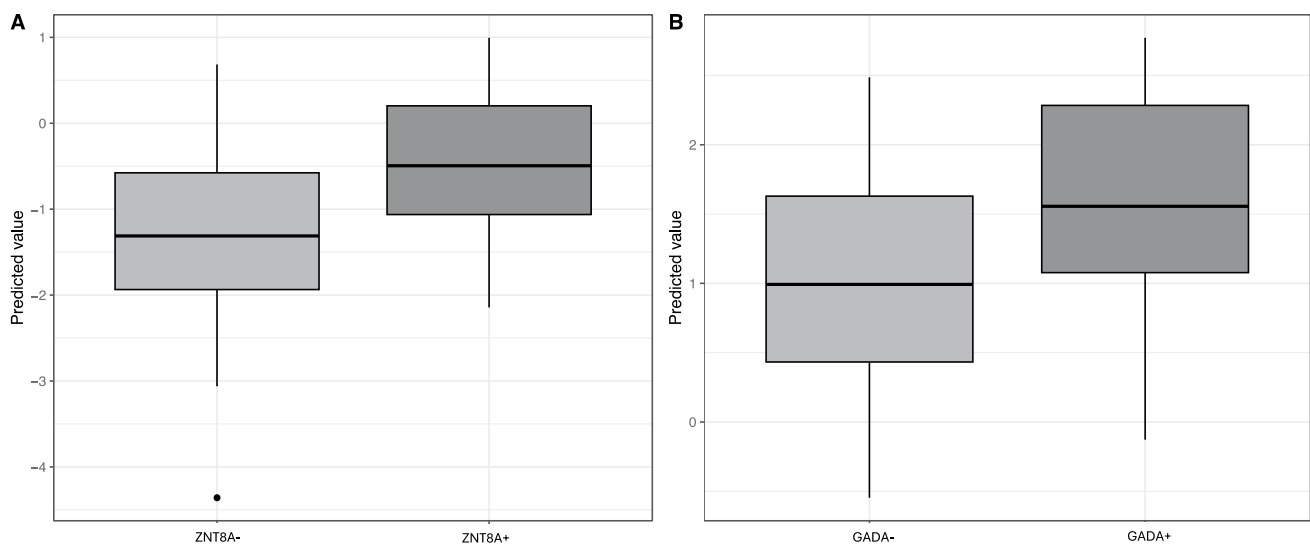 A
Predicted value
1
0
−1
−2
−3
−4
ZNT8A-
ZNT8A+
B
Predicted value
2
1
0
GADA-
GADA+